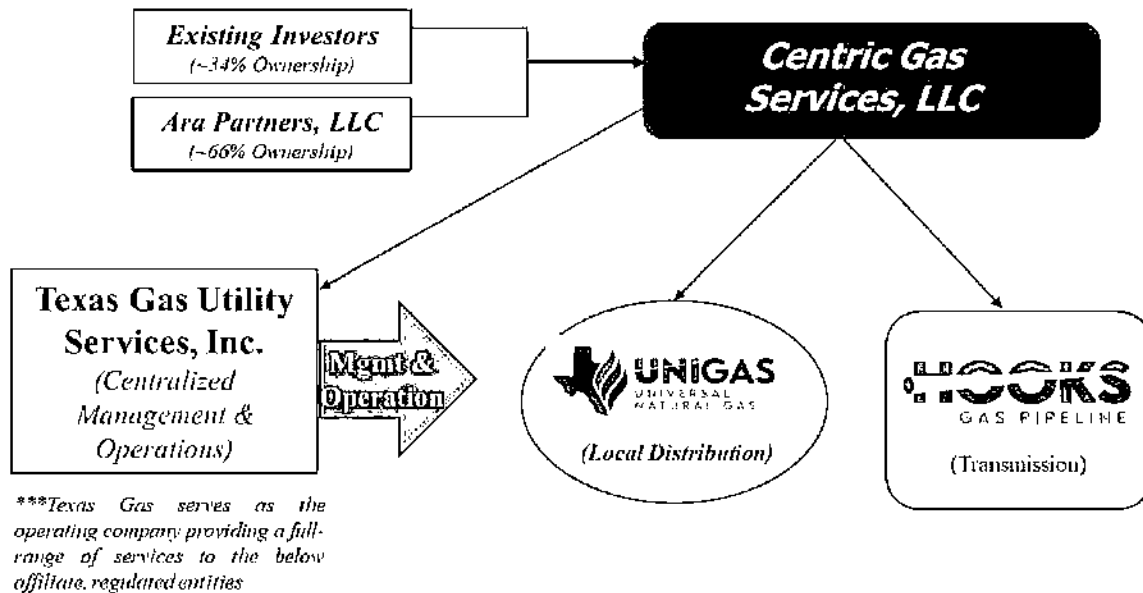 Existing Investors
(~34% Ownership)
Ara Partners, LLC
(~66% Ownership)
Centric Gas
Services, LLC
Texas Gas Utility
Services, Inc.
(Centralized
Management &
Operations)
Mgmt &
Operation
UNIGAS
UNIVERSAL
NATURAL GAS
(Local Distribution)
HOOKS
GAS PIPELINE
(Transmission)
***Texas Gas serves as the
operating company providing a full-
range of services to the below
affiliate, regulated entities